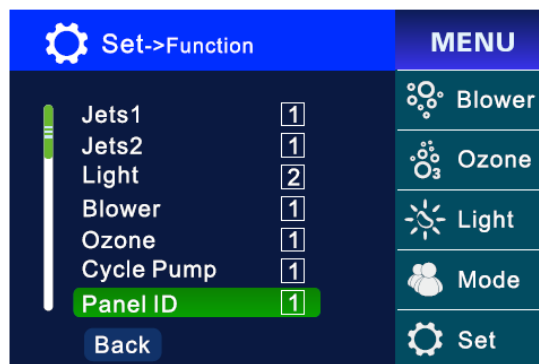 Set->Function
Jets1 1
Jets2 1
Light 2
Blower 1
Ozone 1
Cycle Pump 1
Panel ID 1
Back
MENU
Blower
O₃ Ozone
Light
Mode
Set